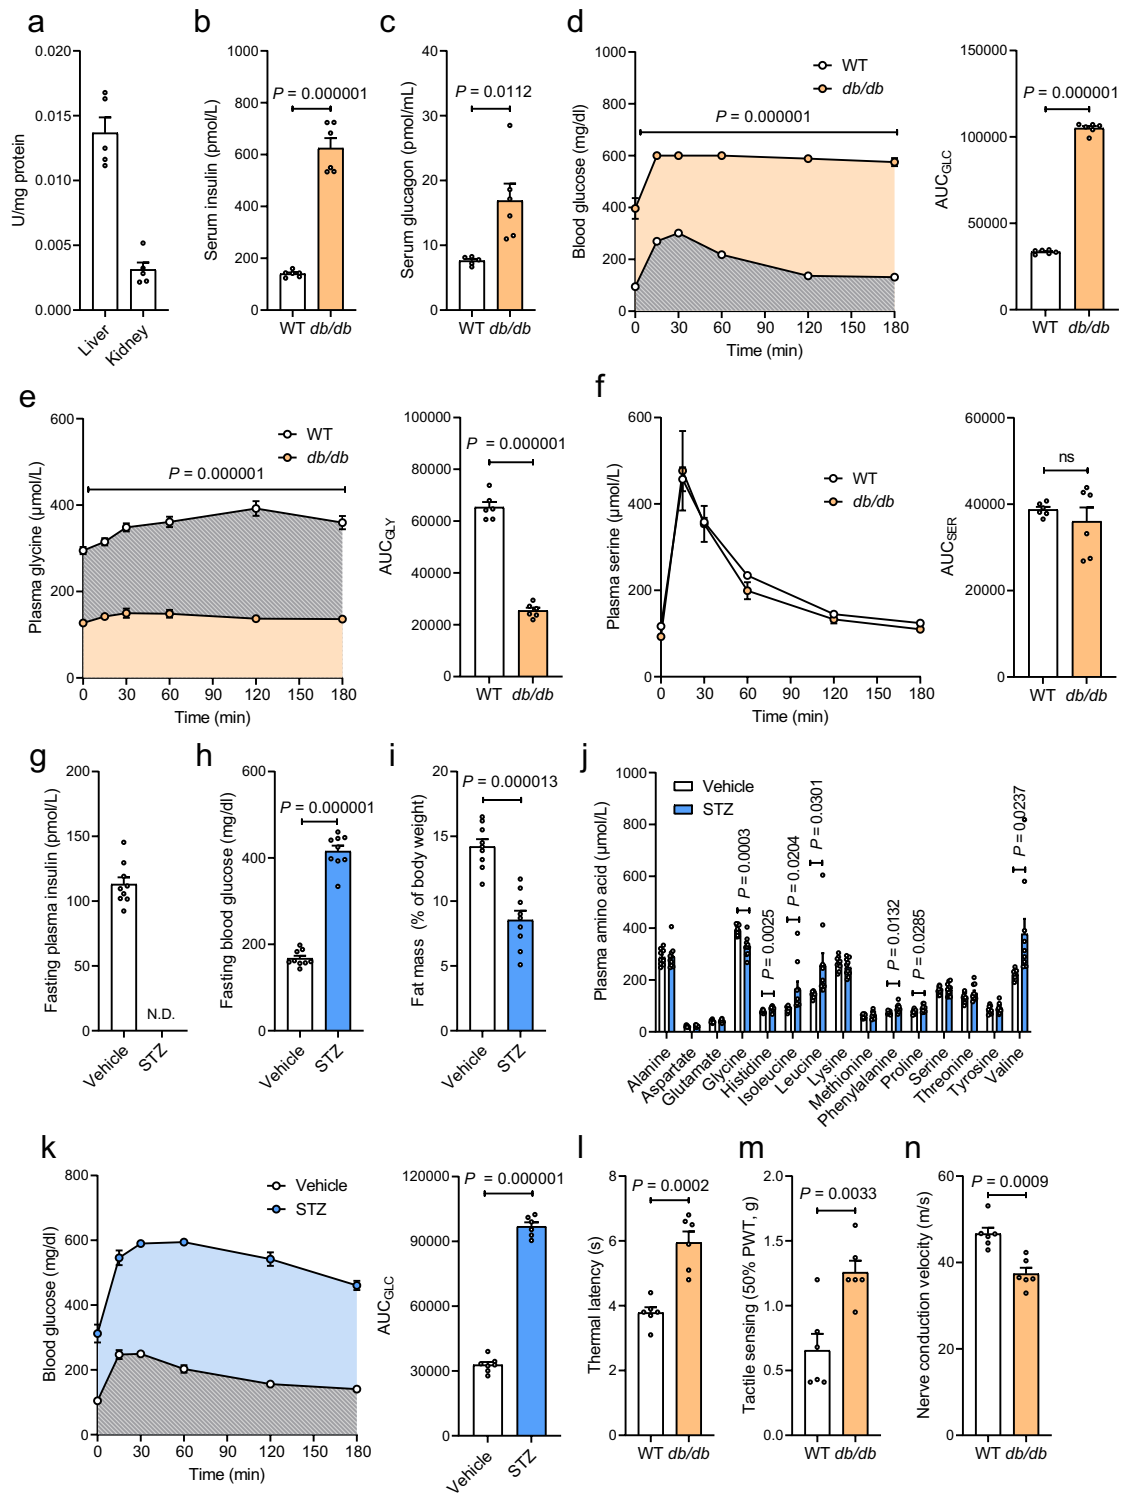 a
0.020
0.015
0.010
0.005
0.000
U/mg protein
Liver
Kidney
b
1000
800
600
400
200
0
Serum insulin (pmol/L)
P = 0.000001
WT db/db
c
40
30
20
10
0
Serum glucagon (pmol/mL)
P = 0.0112
WT db/db
d
1000
800
600
400
200
0
Blood glucose (mg/dl)
WT
db/db
P = 0.000001
0 30 60 90 120 150 180
Time (min)
150000
100000
50000
0
AUCGLC
P = 0.000001
WT db/db
e
600
400
200
0
Plasma glycine (μmol/L)
WT
db/db
P = 0.000001
0 30 60 90 120 150 180
Time (min)
100000
80000
60000
40000
20000
0
AUCGLY
P = 0.000001
WT db/db
f
600
400
200
0
Plasma serine (μmol/L)
WT
db/db
0 30 60 90 120 150 180
Time (min)
60000
40000
20000
0
AUCSER
ns
WT db/db
g
200
150
100
50
0
Fasting plasma insulin (pmol/L)
N.D.
Vehicle
STZ
h
600
400
200
0
Fasting blood glucose (mg/dl)
P = 0.000001
Vehicle
STZ
i
20
15
10
5
0
Fat mass (% of body weight)
P = 0.000013
Vehicle
STZ
j
1000
800
600
400
200
0
Plasma amino acid (μmol/L)
Vehicle
STZ
P = 0.0003
P = 0.0025
P = 0.0204
P = 0.0301
P = 0.0132
P = 0.0285
P = 0.0237
Alanine
Aspartate
Glutamate
Glycine
Histidine
Isoleucine
Leucine
Lysine
Methionine
Phenylalanine
Proline
Serine
Threonine
Tyrosine
Valine
k
800
600
400
200
0
Blood glucose (mg/dl)
Vehicle
STZ
0 30 60 90 120 150 180
Time (min)
120000
90000
60000
30000
0
AUCGLC
P = 0.000001
Vehicle
STZ
l
8
6
4
2
0
Thermal latency (s)
P = 0.0002
WT db/db
m
2.0
1.5
1.0
0.5
0.0
Tactile sensing (50% PWT, g)
P = 0.0033
WT db/db
n
60
40
20
0
Nerve conduction velocity (m/s)
P = 0.0009
WT db/db